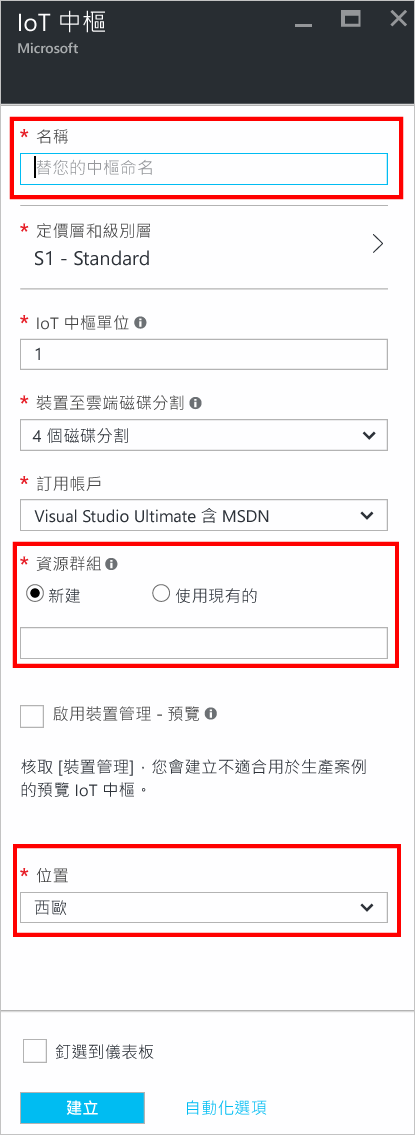 IoT 中樞
Microsoft
* 名稱
替您的中樞命名
* 定價層和級別層
S1 - Standard
* IoT 中樞單位
1
* 裝置至雲端磁碟分割
4 個磁碟分割
* 訂用帳戶
Visual Studio Ultimate 含 MSDN
* 資源群組
新建 使用現有的
啟用裝置管理 - 預覽
核取 [裝置管理]，您會建立不適合用於生產案例
的預覽 IoT 中樞。
* 位置
西歐
釘選到儀表板
建立 自動化選項